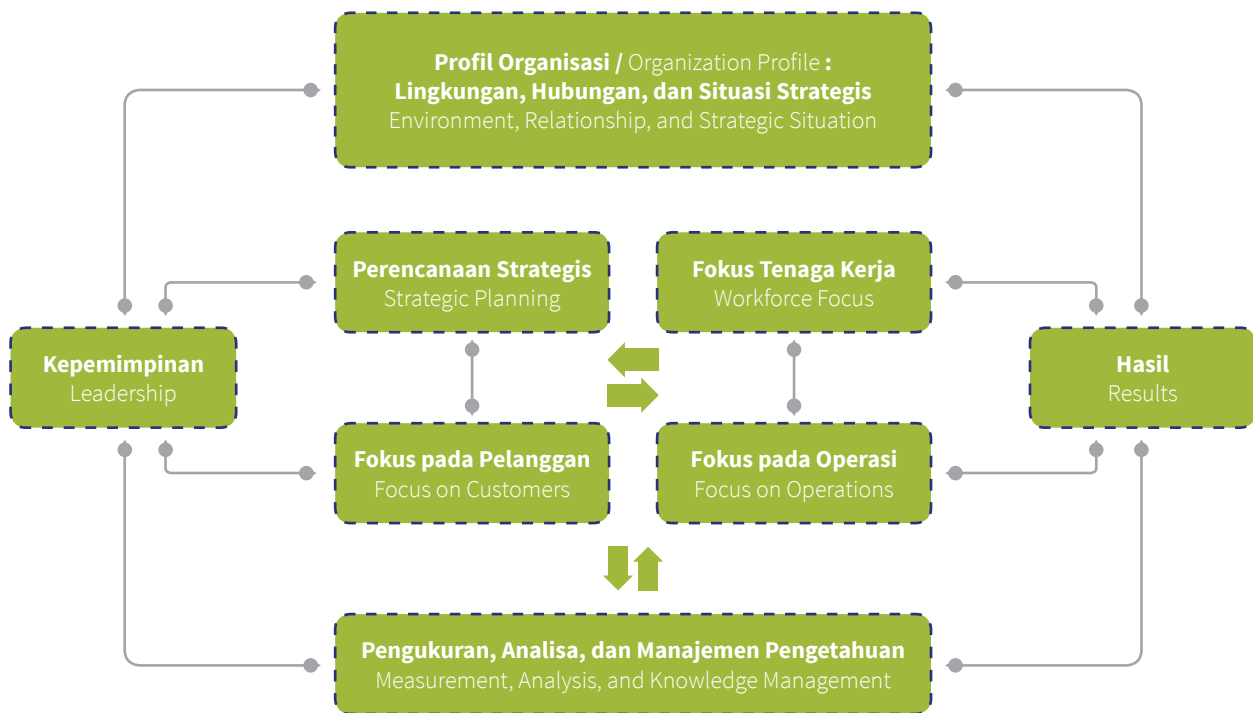 Profil Organisasi / Organization Profile :
Lingkungan, Hubungan, dan Situasi Strategis
Environment, Relationship, and Strategic Situation
Perencanaan Strategis
Strategic Planning
Fokus Tenaga Kerja
Workforce Focus
Kepemimpinan
Leadership
Hasil
Results
Fokus pada Pelanggan
Focus on Customers
Fokus pada Operasi
Focus on Operations
Pengukuran, Analisa, dan Manajemen Pengetahuan
Measurement, Analysis, and Knowledge Management